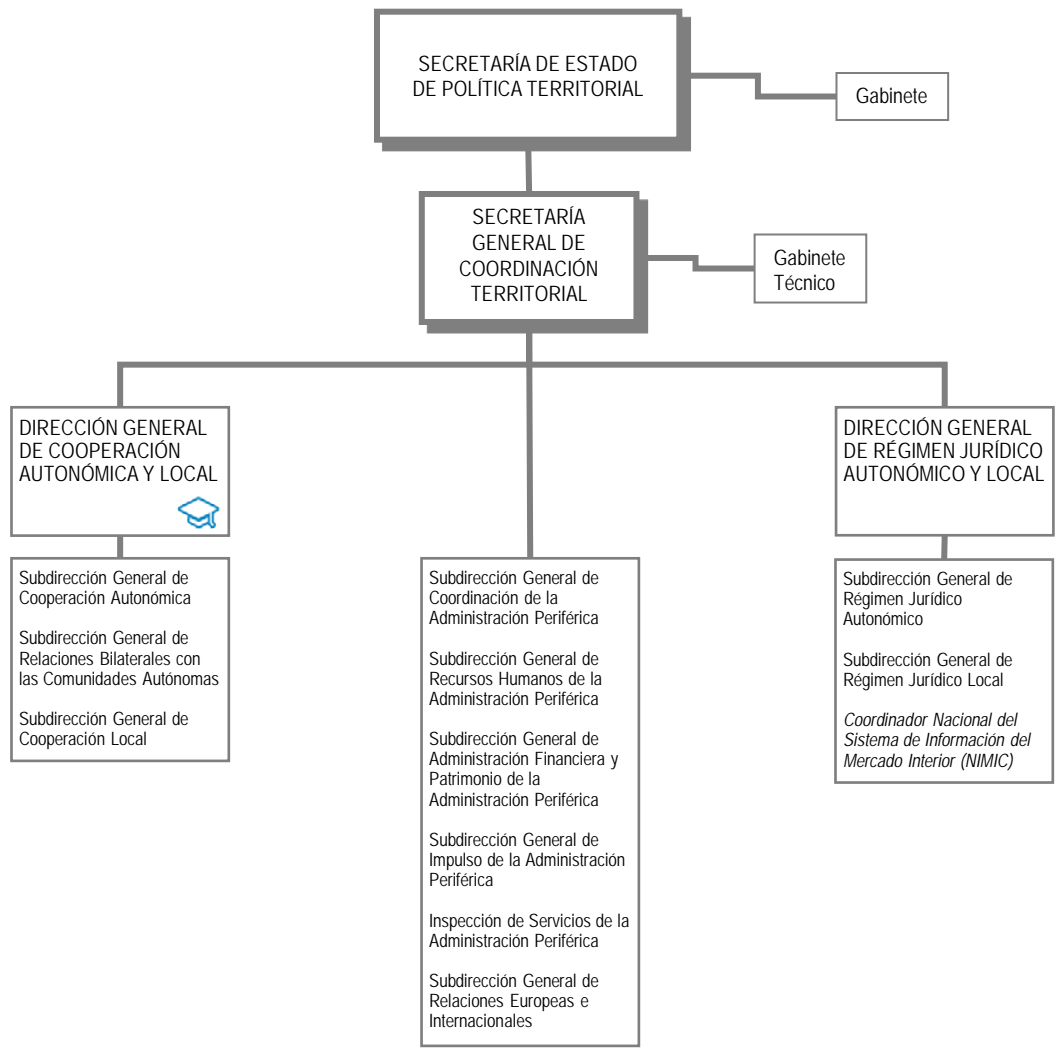 SECRETARÍA DE ESTADO
DE POLÍTICA TERRITORIAL
Gabinete
SECRETARÍA
GENERAL DE
COORDINACIÓN
TERRITORIAL
Gabinete
Técnico
DIRECCIÓN GENERAL
DE COOPERACIÓN
AUTONÓMICA Y LOCAL
Subdirección General de
Cooperación Autonómica
Subdirección General de
Relaciones Bilaterales con
las Comunidades Autónomas
Subdirección General de
Cooperación Local
Subdirección General de
Coordinación de la
Administración Periférica
Subdirección General de
Recursos Humanos de la
Administración Periférica
Subdirección General de
Administración Financiera y
Patrimonio de la
Administración Periférica
Subdirección General de
Impulso de la Administración
Periférica
Inspección de Servicios de la
Administración Periférica
Subdirección General de
Relaciones Europeas e
Internacionales
DIRECCIÓN GENERAL
DE RÉGIMEN JURÍDICO
AUTONÓMICO Y LOCAL
Subdirección General de
Régimen Jurídico
Autonómico
Subdirección General de
Régimen Jurídico Local
Coordinador Nacional del
Sistema de Información del
Mercado Interior (NIMIC)